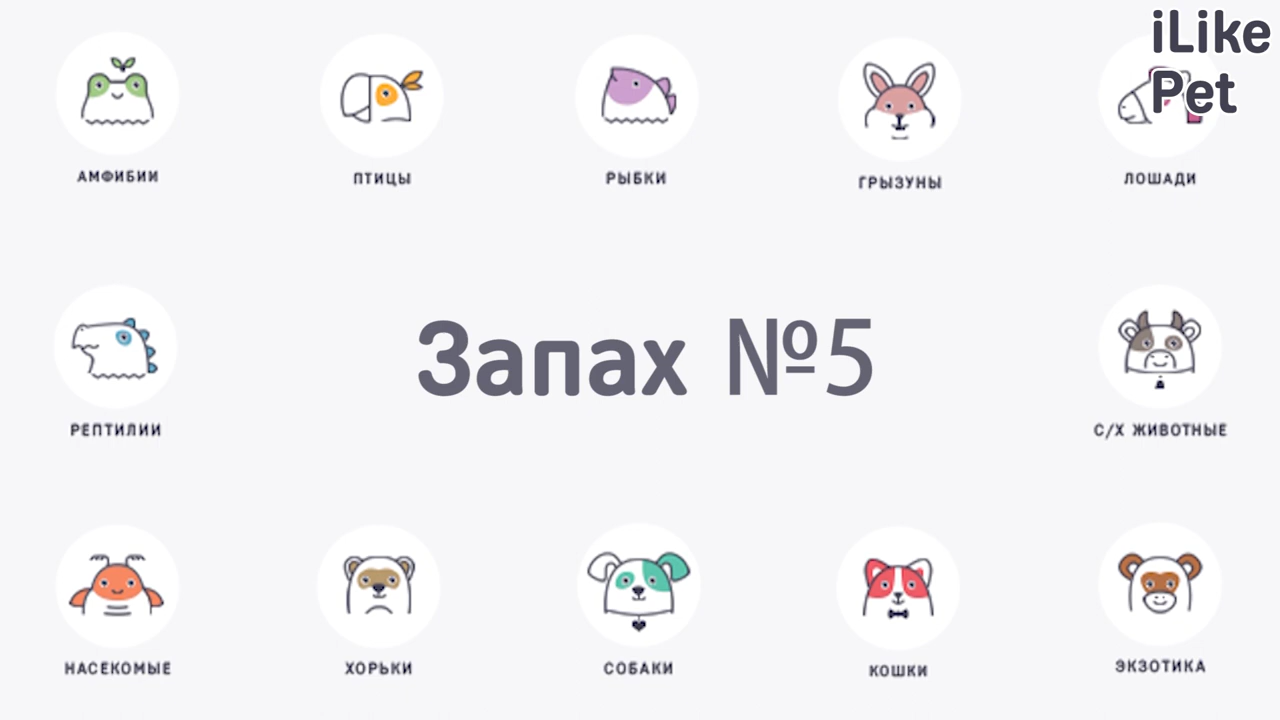 iLike
Pet
АМФИБИИ
ПТИЦЫ
РЫБКИ
ГРЫЗУНЫ
ЛОШАДИ
Запах №5
РЕПТИЛИИ
С/Х ЖИВОТНЫЕ
НАСЕКОМЫЕ
ХОРЬКИ
СОБАКИ
КОШКИ
ЭКЗОТИКА